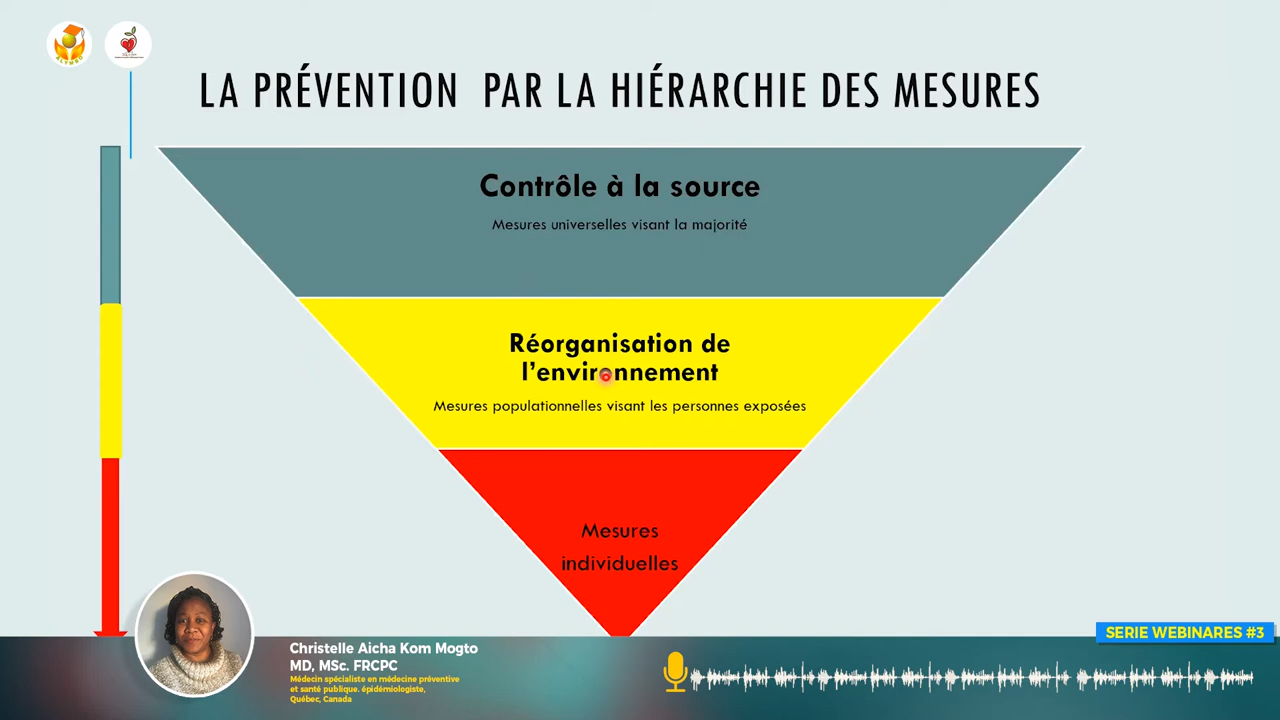 LA PRÉVENTION PAR LA HIÉRARCHIE DES MESURES
Contrôle à la source
Mesures universelles visant la majorité
Réorganisation de
l'environnement
Mesures populationnelles visant les personnes exposées
Mesures
individuelles
SERIE WEBINARES #3
Christelle Aicha Kom Mogto
MD, MSc. FRCPC
Médecin spécialiste en médecine préventive
et santé publique. épidémiologiste,
Québec, Canada